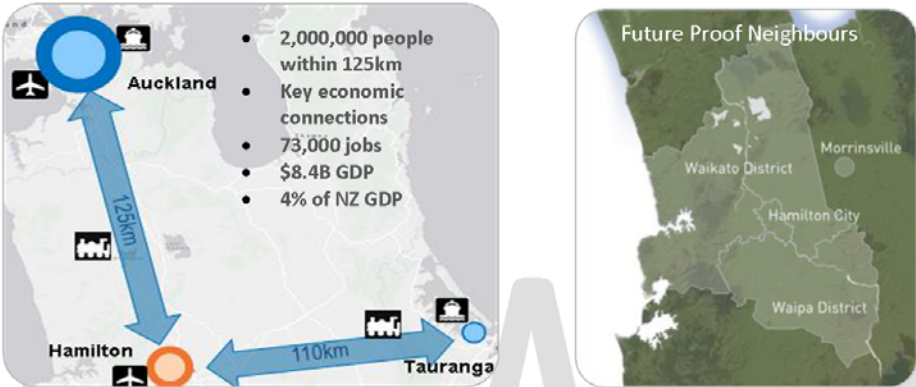 • 2,000,000 people
within 125km
• Key economic
connections
• 73,000 jobs
• $8.4B GDP
• 4% of NZ GDP
Auckland
125km
Hamilton
110km
Tauranga
Future Proof Neighbours
Morrinsville
Waikato District
Hamilton City
Waipa District